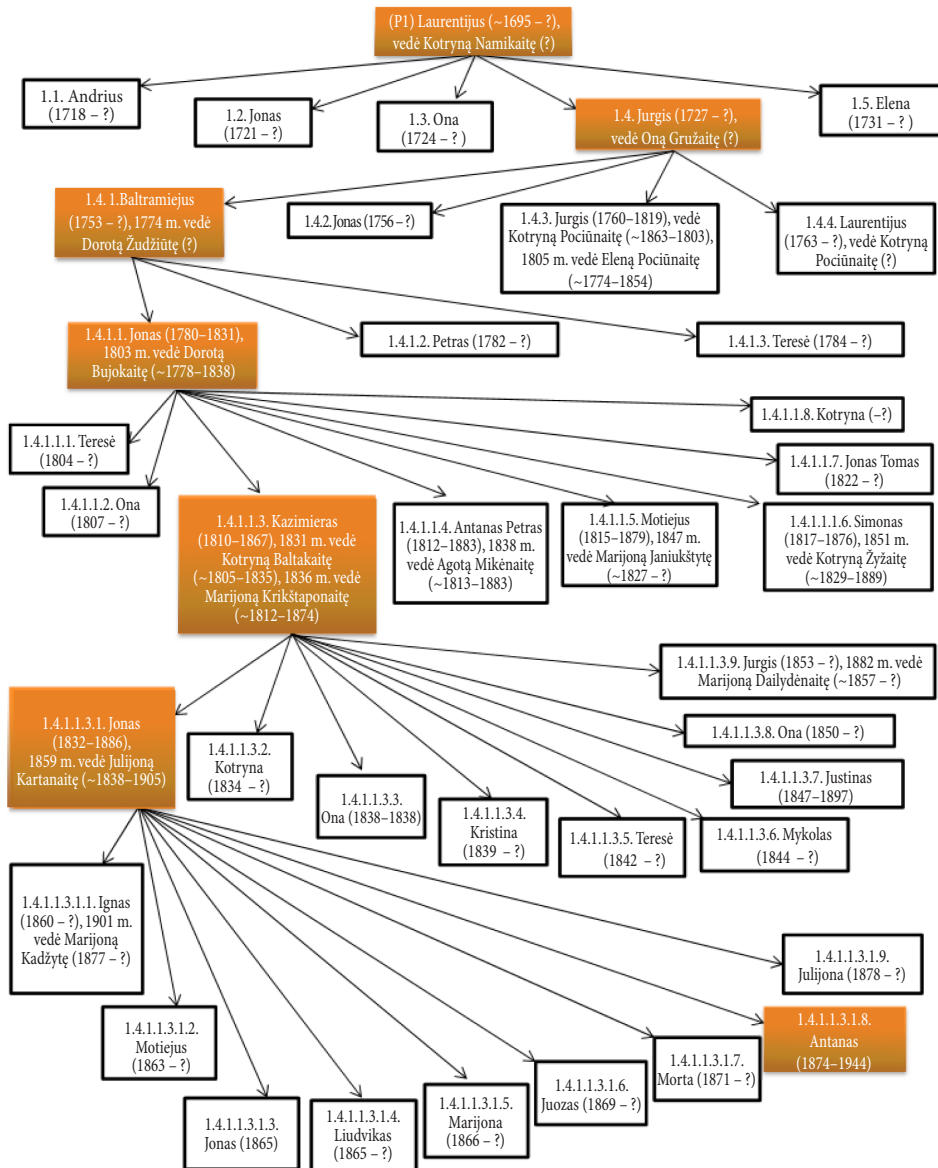 (P1) Laurentijus (~1695 – ?),
vedė Kotryną Namikaitę (?)
1.1. Andrius
(1718 – ?)
1.2. Jonas
(1721 – ?)
1.3. Ona
(1724 – ? )
1.4. Jurgis (1727 – ?),
vedė Oną Gružaitę (?)
1.5. Elena
(1731 – ? )
1.4. 1.Baltramiejus
(1753 – ?), 1774 m. vedė
Dorotą Žudžiūtę (?)
1.4.2. Jonas (1756 – ?)
1.4.3. Jurgis (1760–1819), vedė
Kotryną Pociūnaitę (~1863–1803),
1805 m. vedė Eleną Pociūnaitę
(~1774–1854)
1.4.4. Laurentijus
(1763 – ?), vedė Kotryną
Pociūnaitę (?)
1.4.1.1. Jonas (1780–1831),
1803 m. vedė Dorotą
Bujokaitę (~1778–1838)
1.4.1.2. Petras (1782 – ?)
1.4.1.3. Teresė (1784 – ?)
1.4.1.1.1. Teresė
(1804 – ?)
1.4.1.1.2. Ona
(1807 – ?)
1.4.1.1.3. Kazimieras
(1810–1867), 1831 m. vedė
Kotryną Baltakaitę
(~1805–1835), 1836 m. vedė
Marijoną Krikštaponaitę
(~1812–1874)
1.4.1.1.4. Antanas Petras
(1812–1883), 1838 m.
vedė Agotą Mikėnaitę
(~1813–1883)
1.4.1.1.5. Motiejus
(1815–1879), 1847 m.
vedė Marijoną Janiukštytę
(~1827 – ?)
1.4.1.1.1.6. Simonas
(1817–1876), 1851 m.
vedė Kotryną Žyžaitę
(~1829–1889)
1.4.1.1.7. Jonas Tomas
(1822 – ?)
1.4.1.1.8. Kotryna (–?)
1.4.1.1.3.1. Jonas
(1832–1886),
1859 m. vedė Julijoną
Kartanaitę (~1838–1905)
1.4.1.1.3.2.
Kotryna
(1834 – ?)
1.4.1.1.3.3.
Ona (1838–1838)
1.4.1.1.3.4.
Kristina
(1839 – ?)
1.4.1.1.3.5. Teresė
(1842 – ?)
1.4.1.1.3.6. Mykolas
(1844 – ?)
1.4.1.1.3.7. Justinas
(1847–1897)
1.4.1.1.3.8. Ona (1850 – ?)
1.4.1.1.3.9. Jurgis (1853 – ?), 1882 m. vedė
Marijoną Dailydėnaitę (~1857 – ?)
1.4.1.1.3.1.1. Ignas
(1860 – ?), 1901 m.
vedė Marijoną
Kadžytę (1877 – ?)
1.4.1.1.3.1.2.
Motiejus
(1863 – ?)
1.4.1.1.3.1.3.
Jonas (1865)
1.4.1.1.3.1.4.
Liudvikas
(1865 – ?)
1.4.1.1.3.1.5.
Marijona
(1866 – ?)
1.4.1.1.3.1.6.
Juozas
(1869 – ?)
1.4.1.1.3.1.7.
Morta (1871 – ?)
1.4.1.1.3.1.8.
Antanas
(1874–1944)
1.4.1.1.3.1.9.
Julijona (1878 – ?)